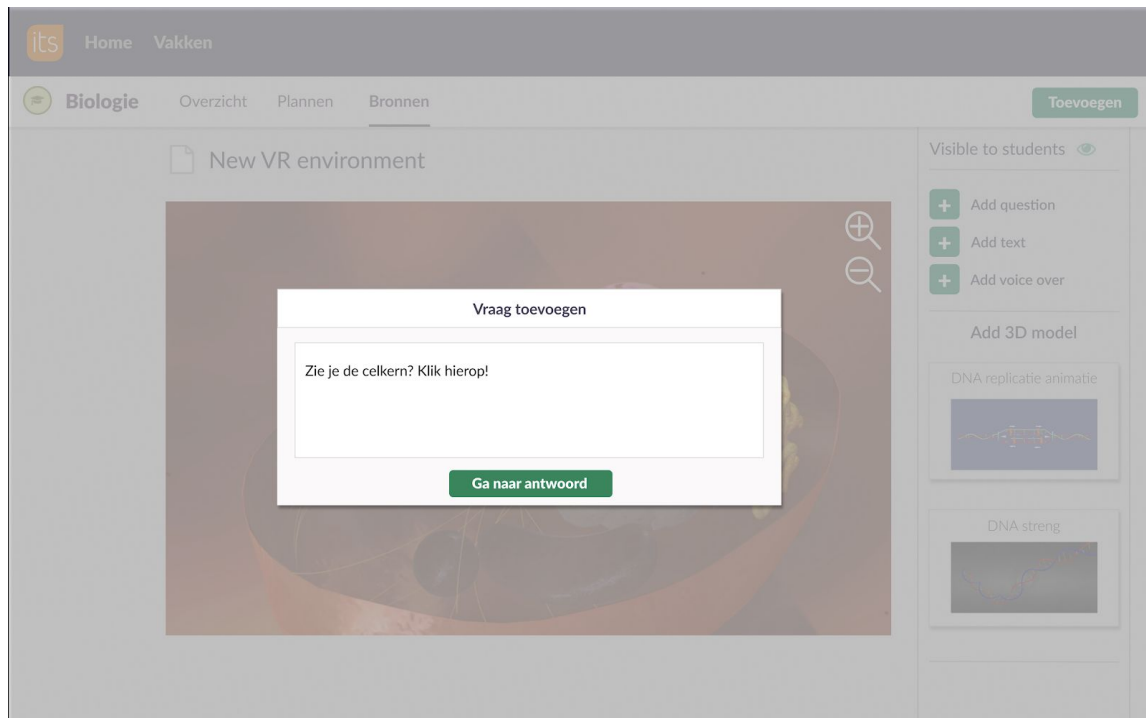 its Home Vakken
Biologie Overzicht Plannen Bronnen Toevoegen
New VR environment
Visible to students
Add question
Add text
Add voice over
Vraag toevoegen
Zie je de celkern? Klik hierop!
Ga naar antwoord
Add 3D model
DNA replicatie animatie
DNA streng